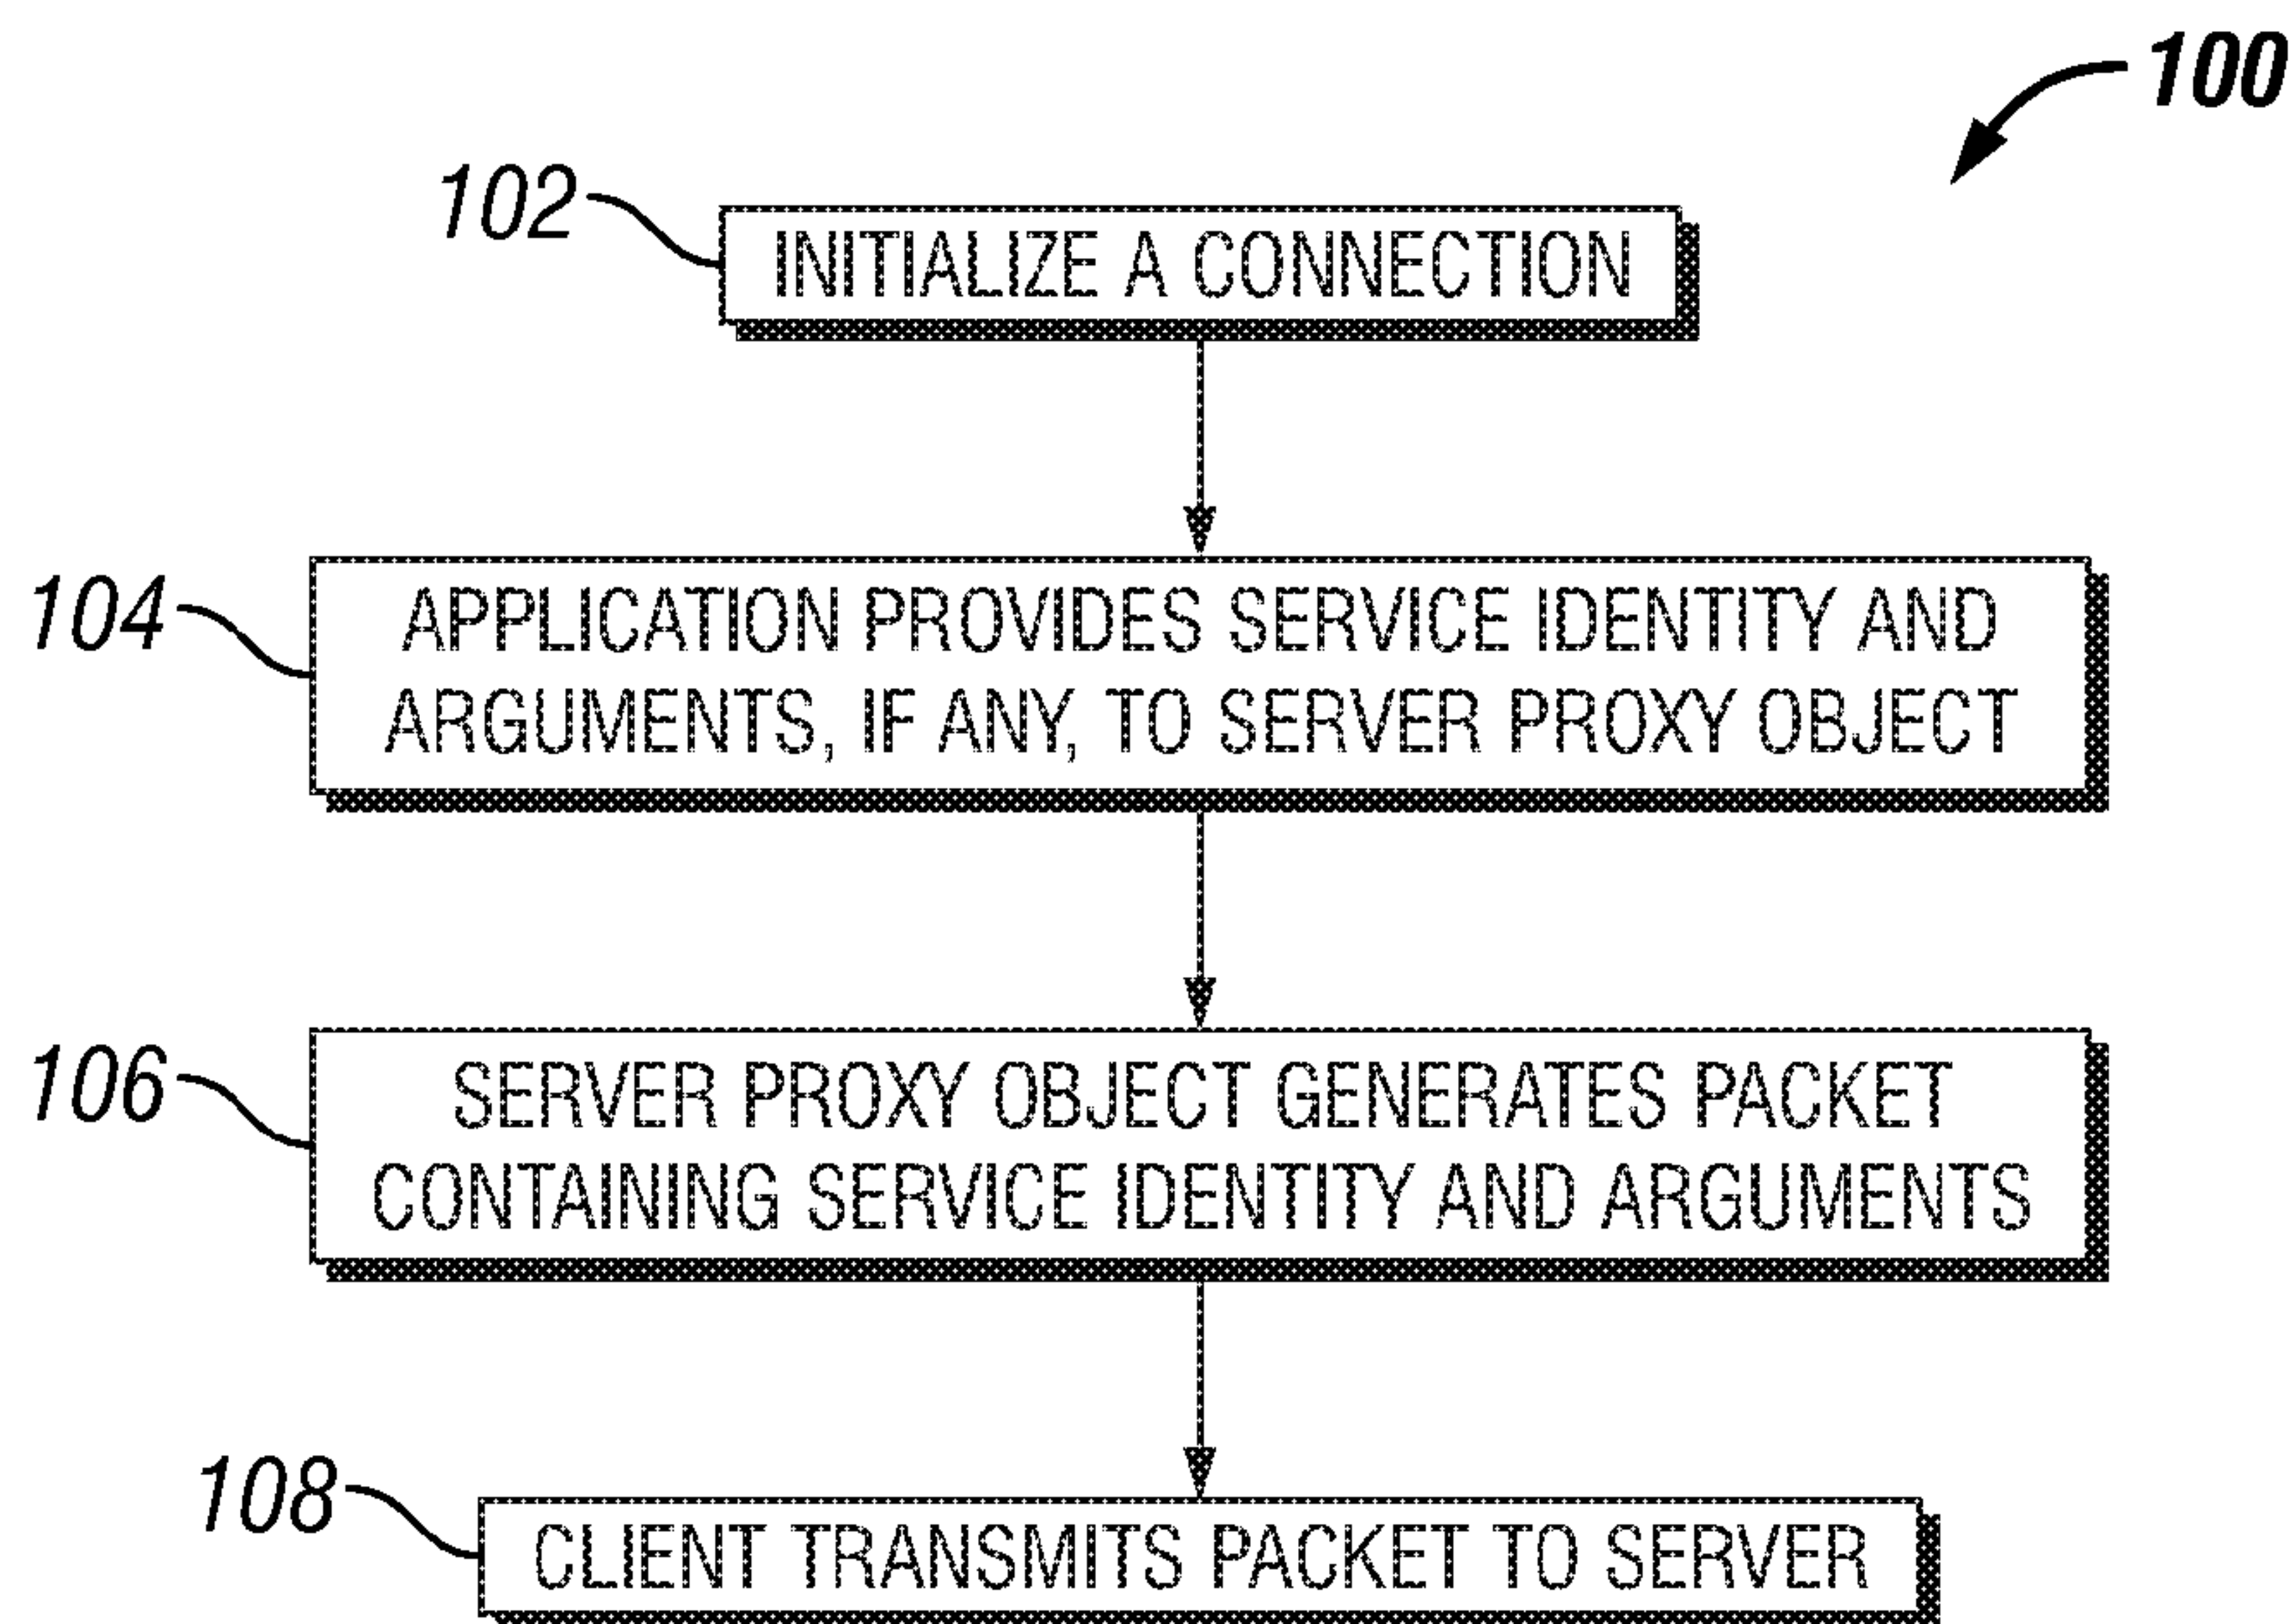 100
102
INITIALIZE A CONNECTION
104
APPLICATION PROVIDES SERVICE IDENTITY AND
ARGUMENTS, IF ANY, TO SERVER PROXY OBJECT
106
SERVER PROXY OBJECT GENERATES PACKET
CONTAINING SERVICE IDENTITY AND ARGUMENTS
108
CLIENT TRANSMITS PACKET TO SERVER